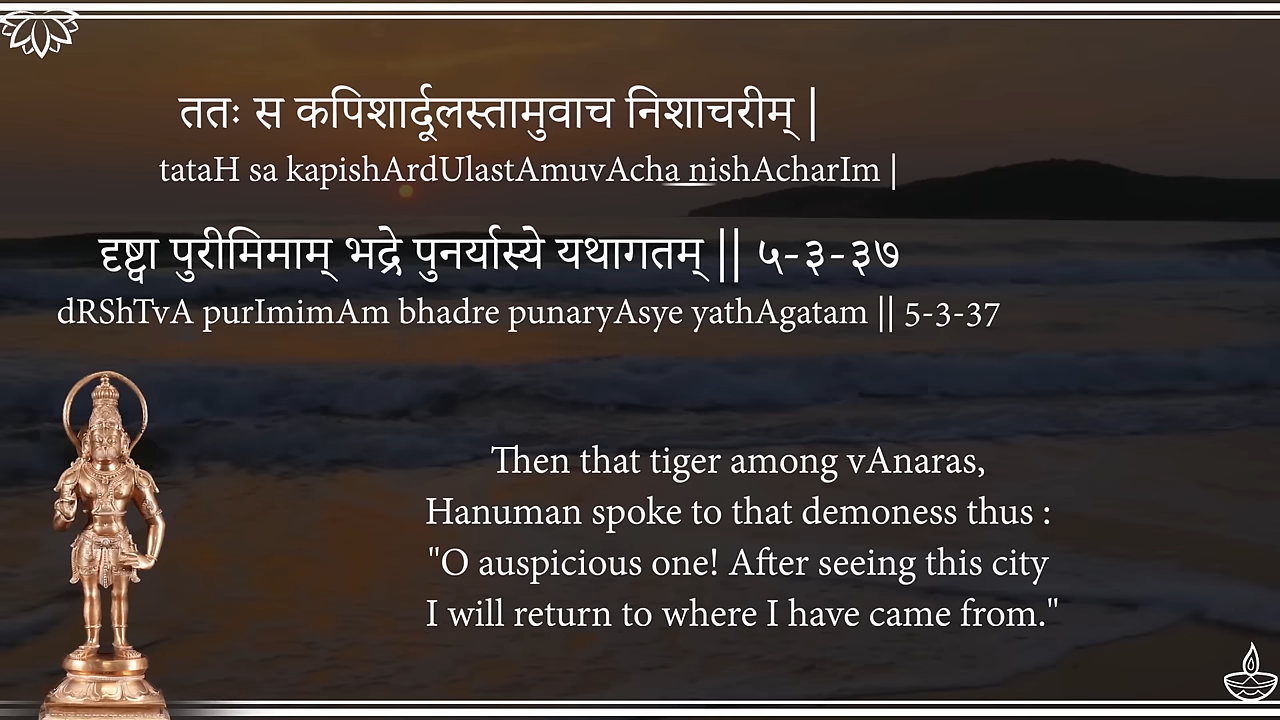 ततः स कपिशार्दूलस्तामुवाच निशाचरीम् |
tataH sa kapishArdUlastAmuvAcha nishAcharIm |
दृष्ट्वा पुरीमिमाम् भद्रे पुनर्यास्ये यथागतम् || ५-३-३७
dRShTvA purImimAm bhadre punaryAsye yathAgatam || 5-3-37
Then that tiger among vAnaras,
Hanuman spoke to that demoness thus :
"O auspicious one! After seeing this city
I will return to where I have came from."